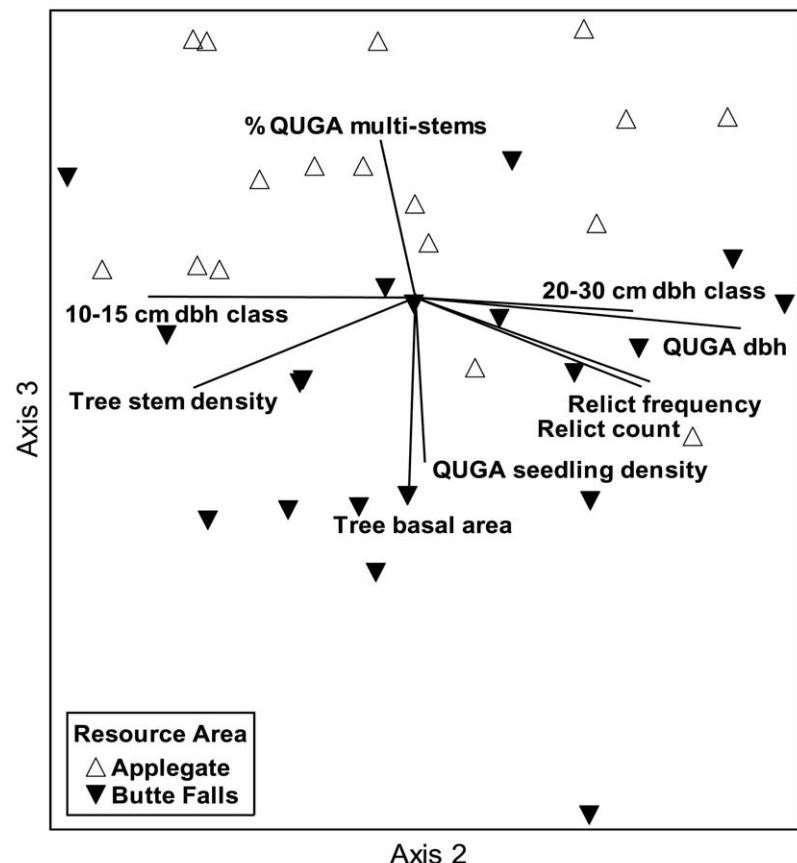 % QUGA multi-stems
20-30 cm dbh class
10-15 cm dbh class
QUGA dbh
Tree stem density
Relict frequency
Relict count
QUGA seedling density
Tree basal area
Axis 3
Resource Area
Applegate
Butte Falls
Axis 2